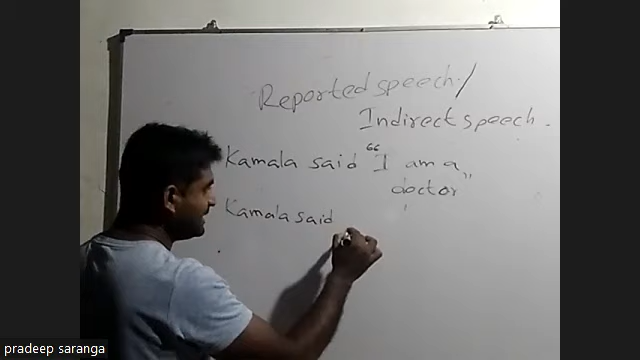 Reported speech /
Indirect speech.
Kamala said "I am a
doctor"
Kamala said
pradeep saranga